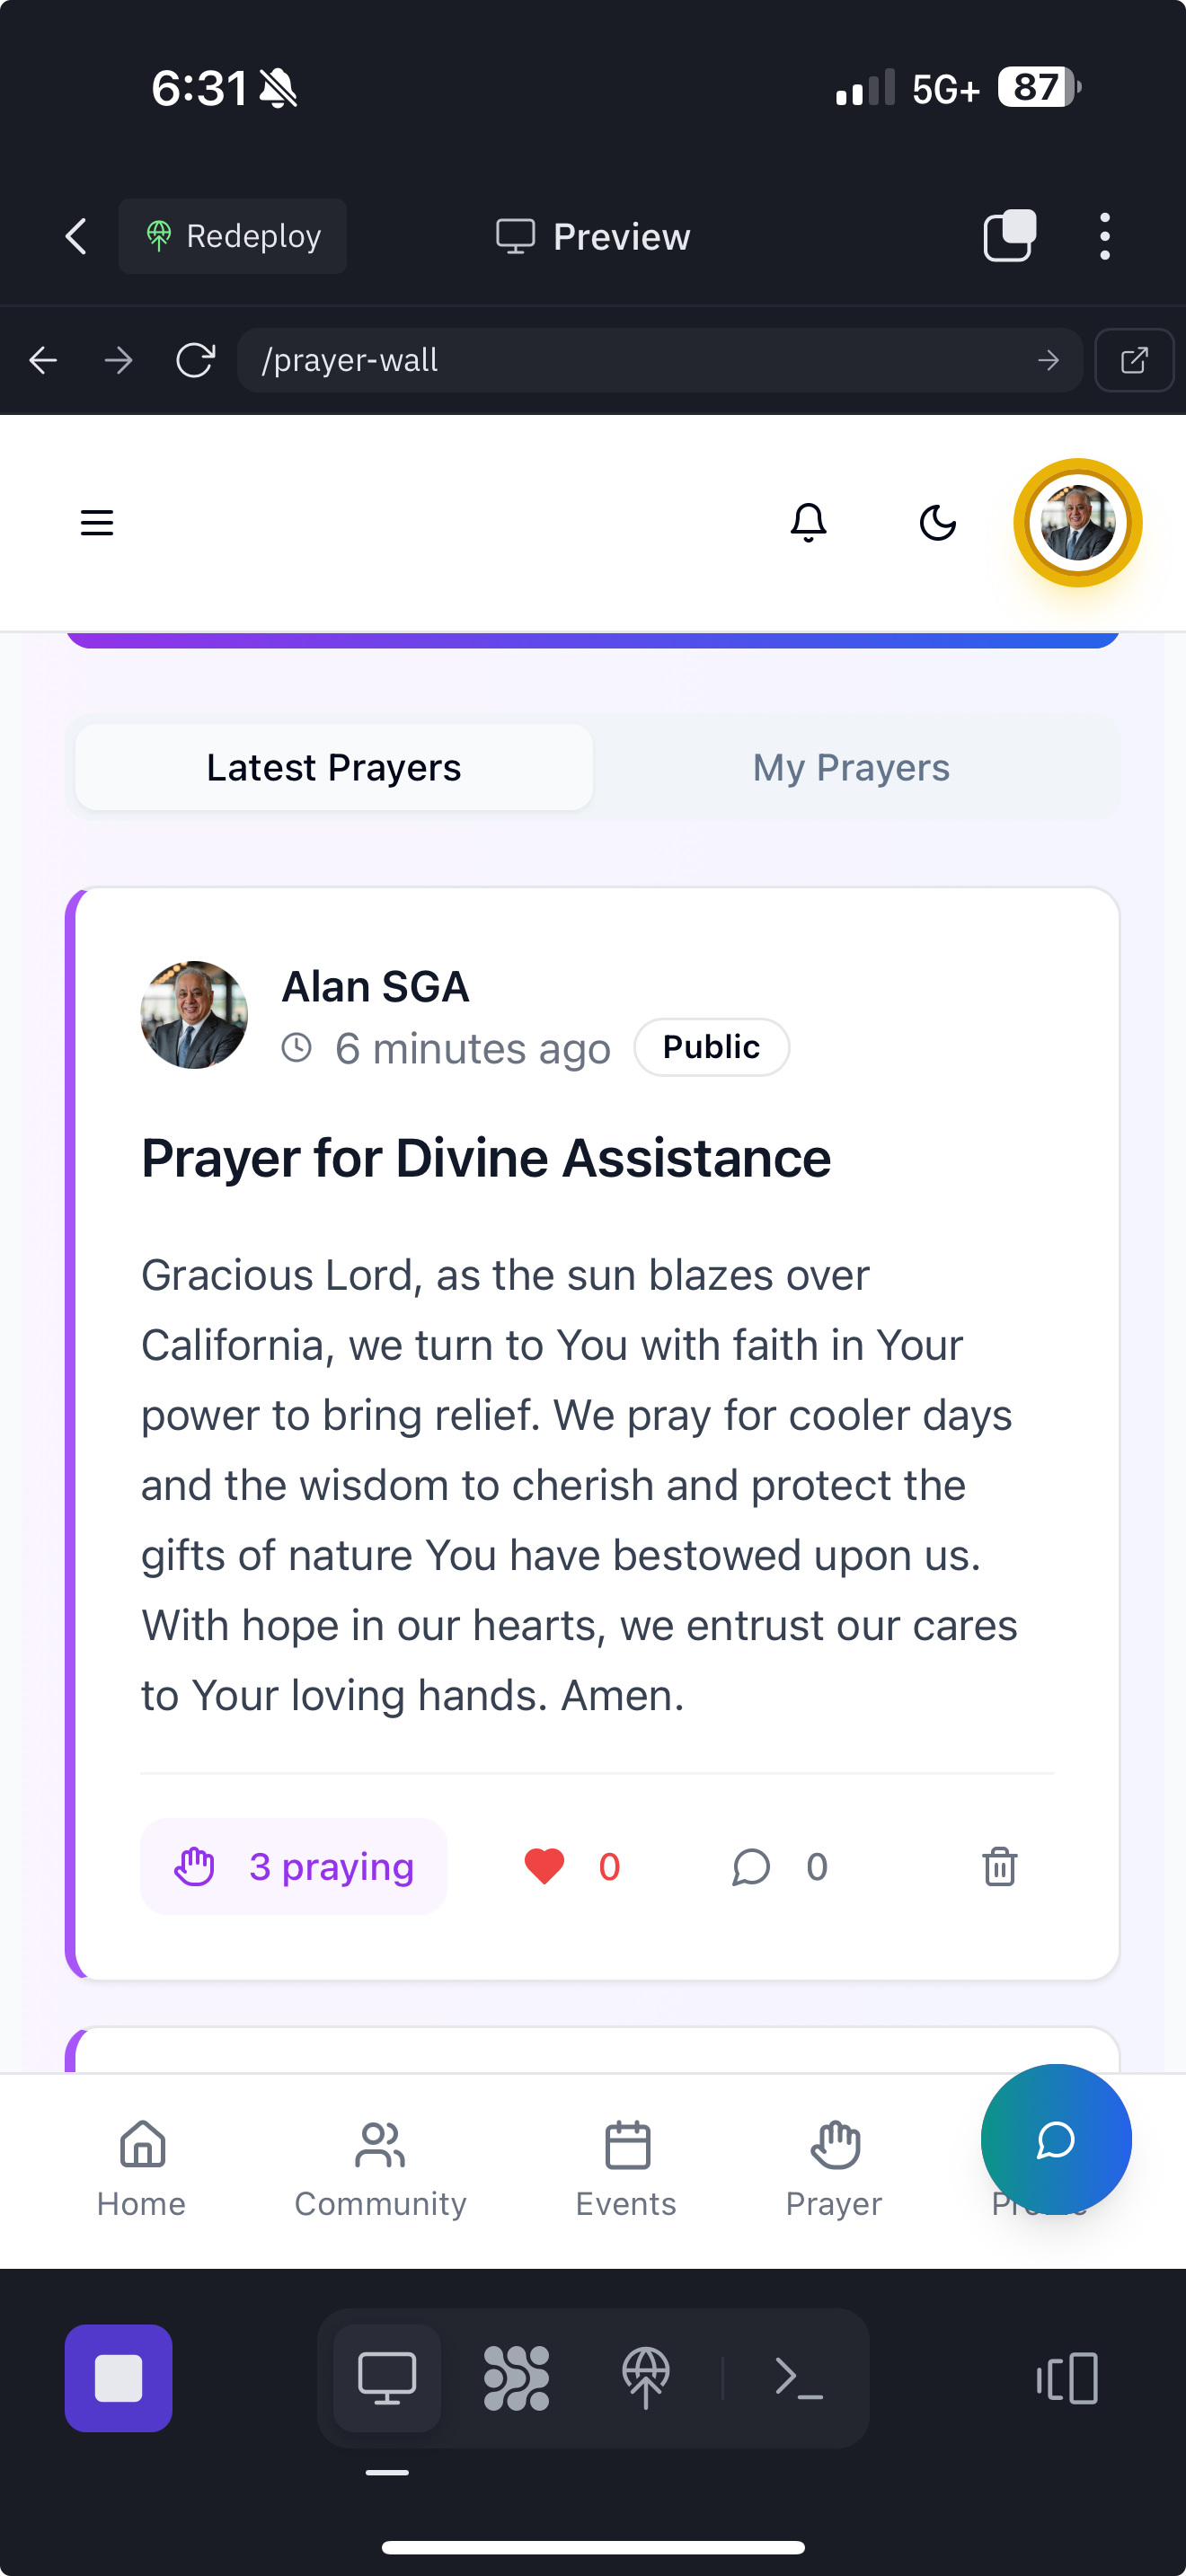 6:31
5G+
87
Redeploy
Preview
/prayer-wall
Latest Prayers
My Prayers
Alan SGA
6 minutes ago
Public
Prayer for Divine Assistance
Gracious Lord, as the sun blazes over
California, we turn to You with faith in Your
power to bring relief. We pray for cooler days
and the wisdom to cherish and protect the
gifts of nature You have bestowed upon us.
With hope in our hearts, we entrust our cares
to Your loving hands. Amen.
3 praying
0
0
Home
Community
Events
Prayer